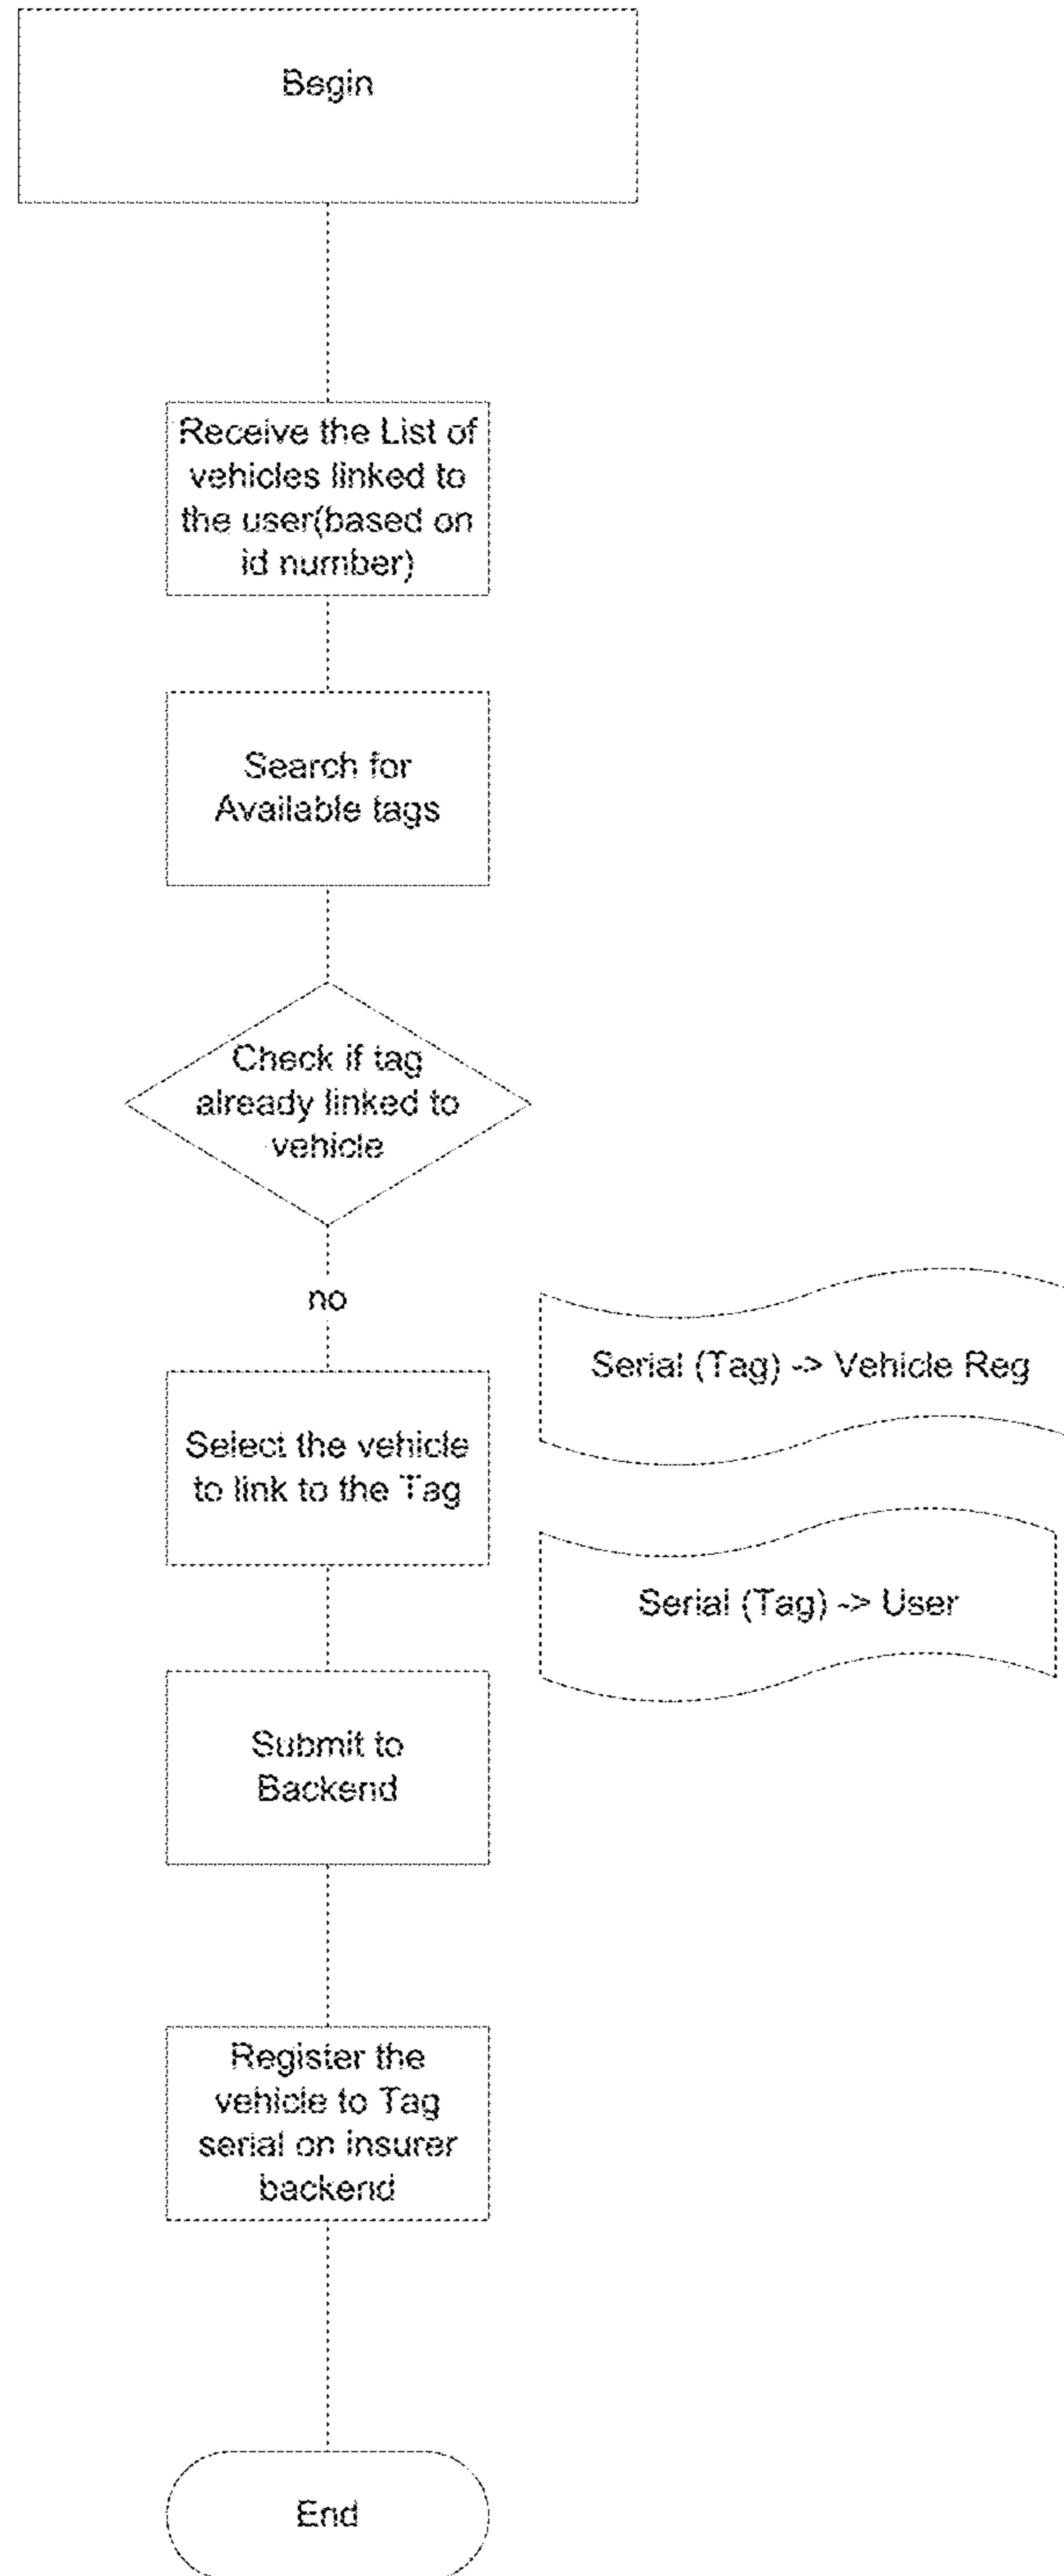 Begin
Receive the List of
vehicles linked to
the user(based on
id number)
Search for
Available tags
Check if tag
already linked to
vehicle
no
Serial (Tag) -> Vehicle Reg
Select the vehicle
to link to the Tag
Serial (Tag) -> User
Submit to
Backend
Register the
vehicle to Tag
serial on insurer
backend
End